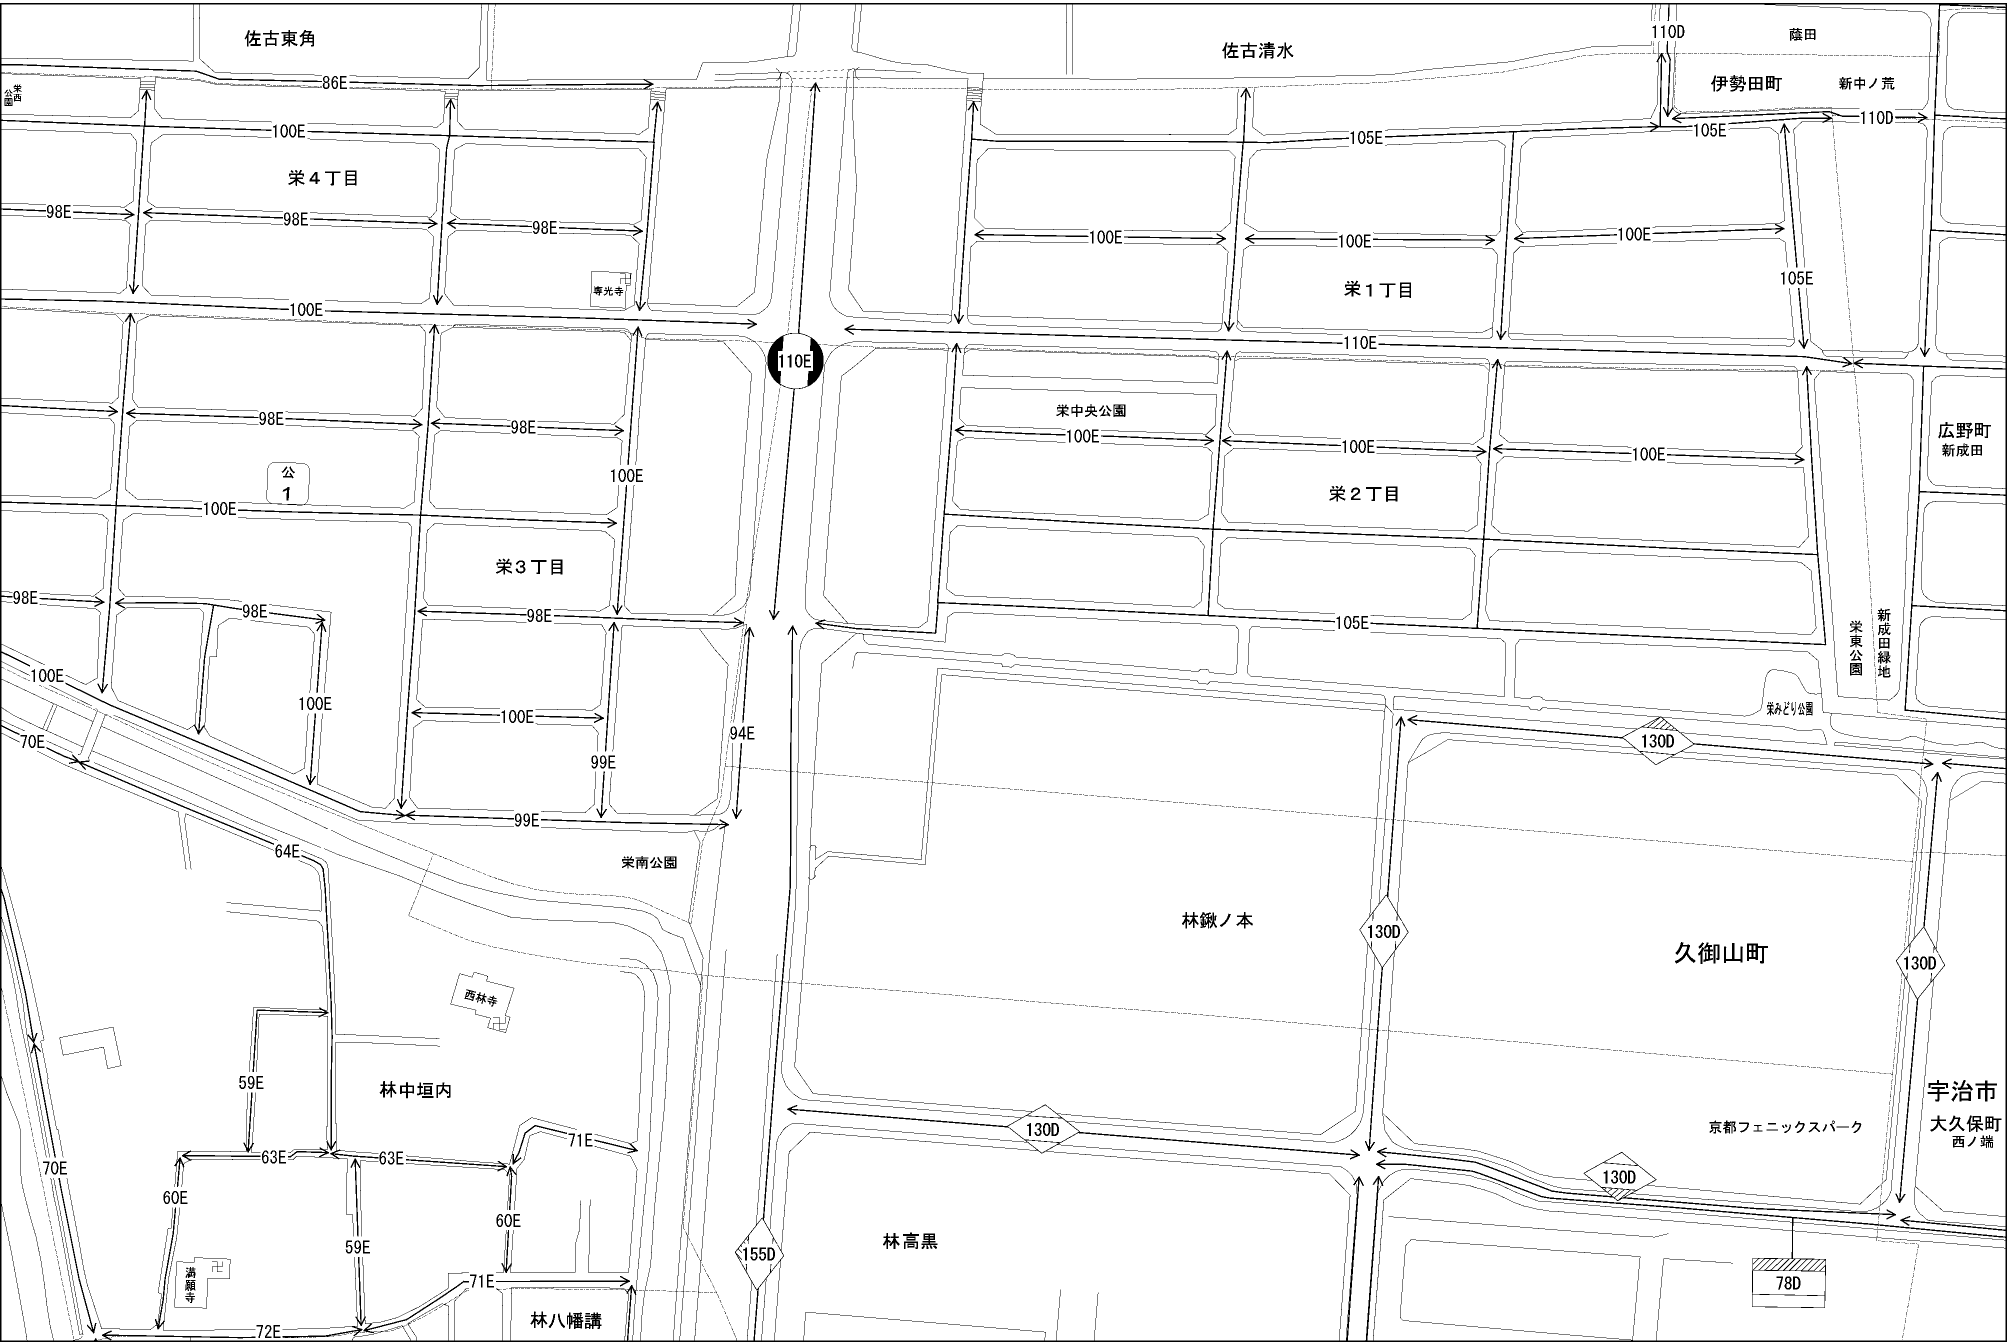 佐古東角
佐古清水
110D
蔭田
86E
栄西
公園
伊勢田町
新中ノ荒
100E
105E
105E
110D
栄4丁目
98E
98E
98E
100E
100E
100E
105E
専光寺
栄1丁目
100E
110E
110E
98E
98E
栄中央公園
100E
100E
100E
広野町
新成田
公
1
100E
栄2丁目
100E
栄3丁目
98E
98E
98E
105E
栄東公園
新成田緑地
100E
100E
100E
栄みどり公園
70E
94E
130D
99E
64E
99E
栄南公園
林鍬ノ本
130D
久御山町
130D
西林寺
59E
林中垣内
宇治市
大久保町
西ノ端
京都フェニックスパーク
71E
130D
70E
63E
63E
130D
60E
60E
59E
155D
林高黒
満願寺
71E
78D
72E
林八幡講